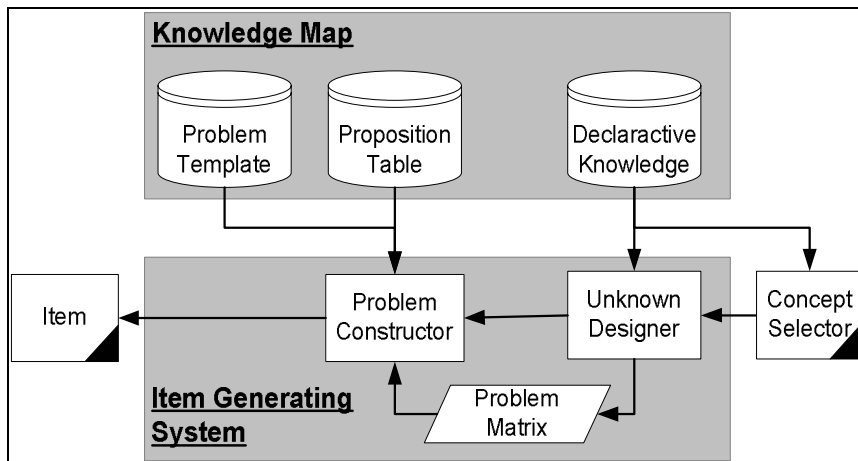 Knowledge Map
Problem
Template
Proposition
Table
Declaractive
Knowledge
Item
Problem
Constructor
Unknown
Designer
Concept
Selector
Problem
Matrix
Item Generating
System